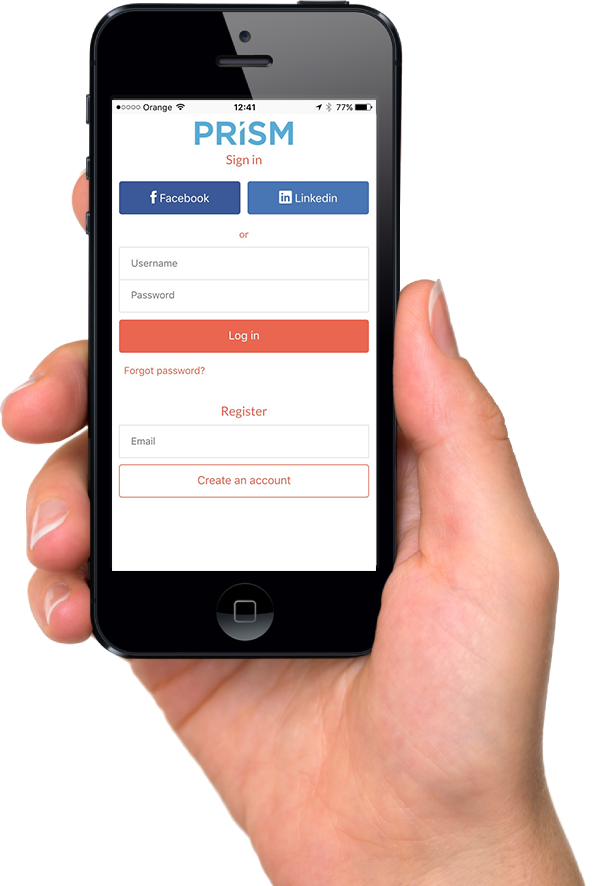 Orange 12:41 77%
PRiSM
Sign in
f Facebook in Linkedin
or
Username
Password
Log in
Forgot password?
Register
Email
Create an account